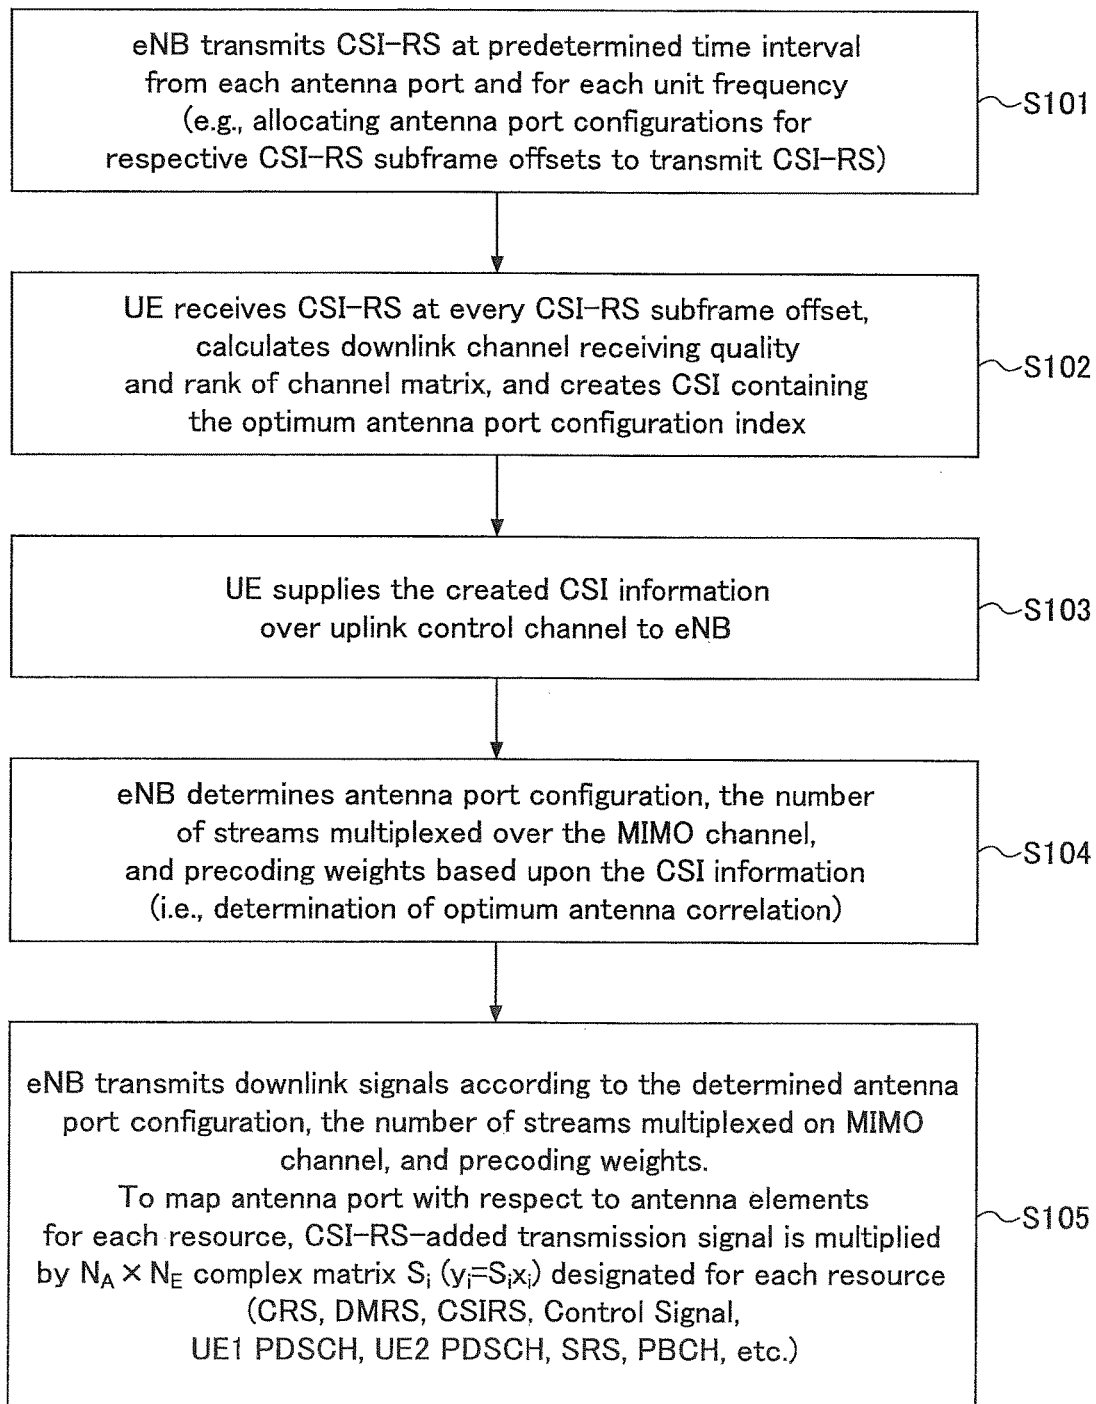 eNB transmits CSI-RS at predetermined time interval
from each antenna port and for each unit frequency
(e.g., allocating antenna port configurations for
respective CSI-RS subframe offsets to transmit CSI-RS)
S101
UE receives CSI-RS at every CSI-RS subframe offset,
calculates downlink channel receiving quality
and rank of channel matrix, and creates CSI containing
the optimum antenna port configuration index
S102
UE supplies the created CSI information
over uplink control channel to eNB
S103
eNB determines antenna port configuration, the number
of streams multiplexed over the MIMO channel,
and precoding weights based upon the CSI information
(i.e., determination of optimum antenna correlation)
S104
eNB transmits downlink signals according to the determined antenna
port configuration, the number of streams multiplexed on MIMO
channel, and precoding weights.
To map antenna port with respect to antenna elements
for each resource, CSI-RS-added transmission signal is multiplied
by N_A × N_E complex matrix S_i (y_i=S_ix_i) designated for each resource
(CRS, DMRS, CSIRS, Control Signal,
UE1 PDSCH, UE2 PDSCH, SRS, PBCH, etc.)
S105